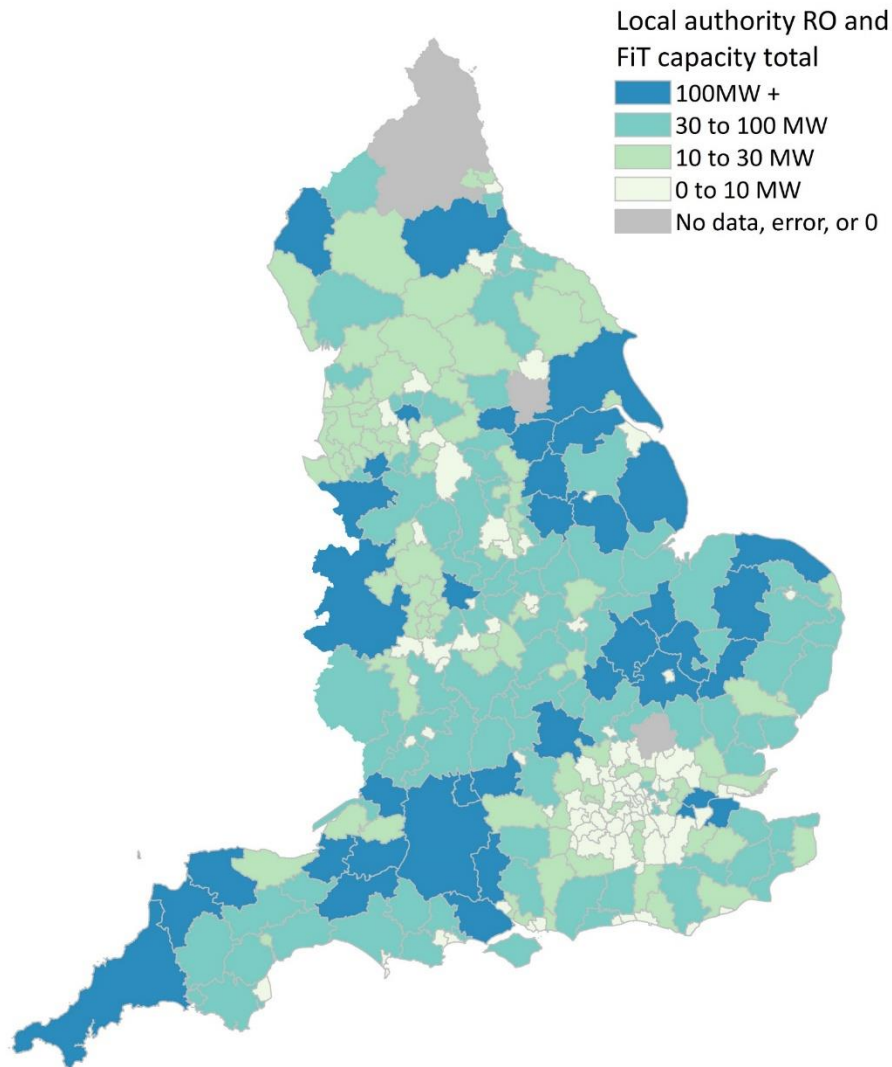 Local authority RO and
FiT capacity total
100MW +
30 to 100 MW
10 to 30 MW
0 to 10 MW
No data, error, or 0